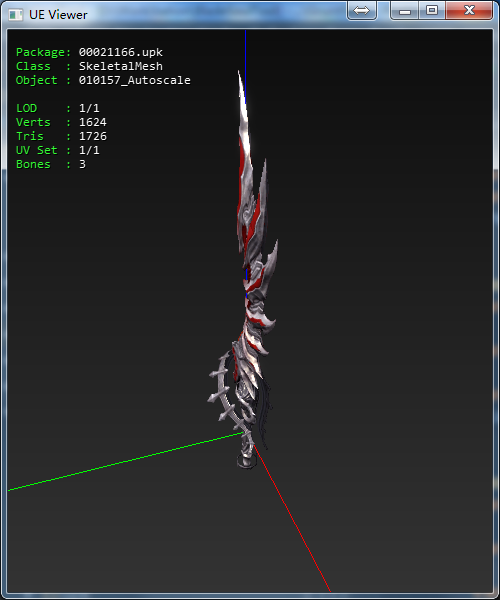 UE Viewer
Package: 00021166.upk
Class : SkeletalMesh
Object : 010157_Autoscale
LOD : 1/1
Verts : 1624
Tris : 1726
UV Set : 1/1
Bones : 3